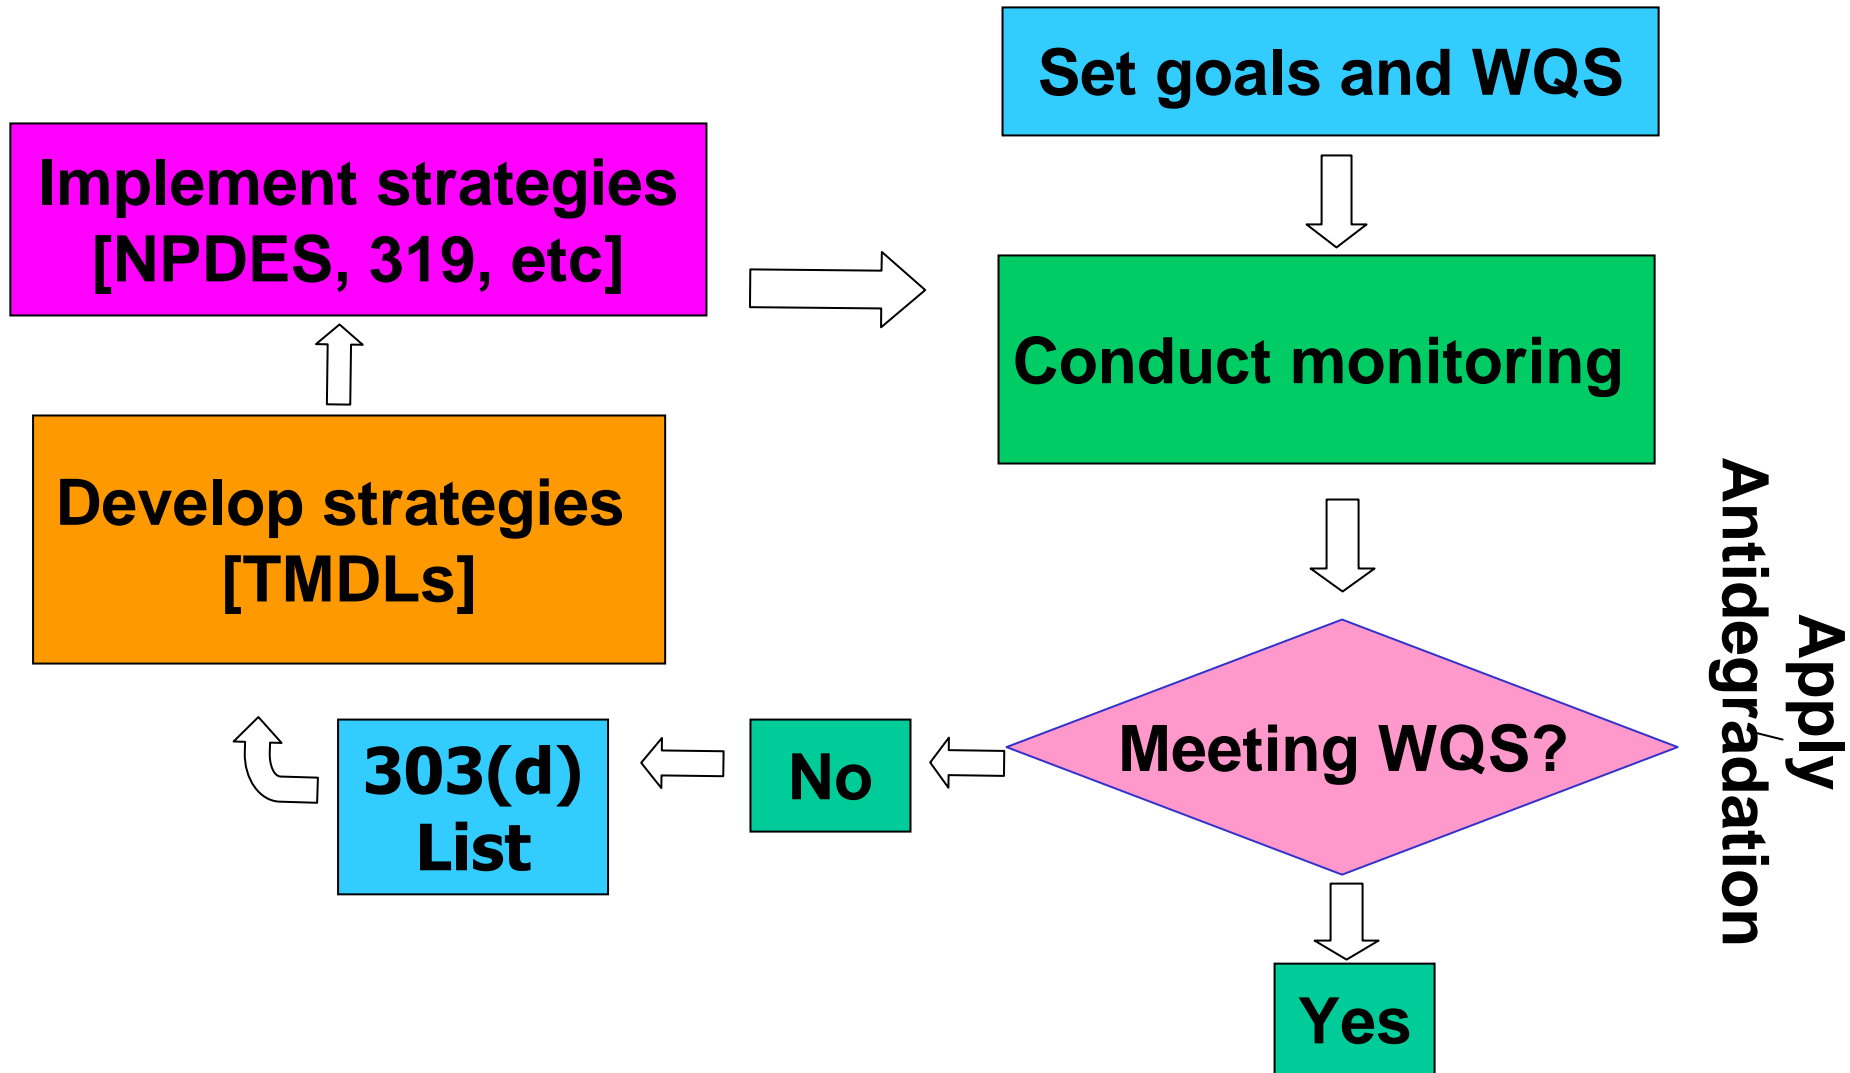 Set goals and WQS
Implement strategies
[NPDES, 319, etc]
Conduct monitoring
Develop strategies
[TMDLs]
Apply
Antidegradation
Meeting WQS?
No
303(d)
List
Yes